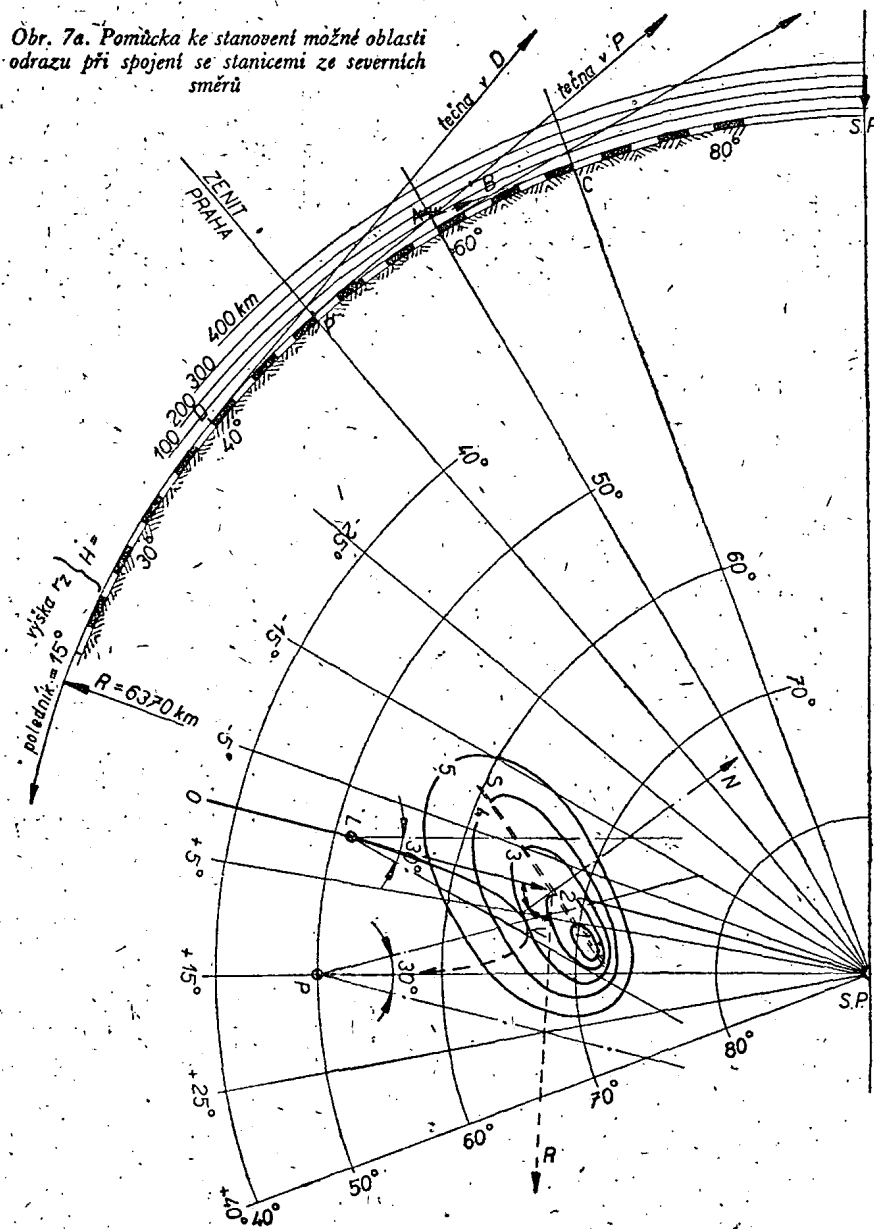 Obr. 7a. Pomůcka ke stanovení možné oblasti
odrazu při spojení se stanicemi ze severních
směrů
tečna v D
tečna v P
ZENIT
PRAHA
S.P.
80°
C
B
A
60°
P
400 km
300
200
100
D
40°
30°
výška rz } H =
poledník = 15°
R = 6370 km
40°
50°
60°
70°
-25°
-15°
-5°
0
+5°
+15°
+25°
+40°
L
30°
P
30°
5
S
4
3
2
T
1
V
N
R
S.P.
80°
70°
60°
50°
40°